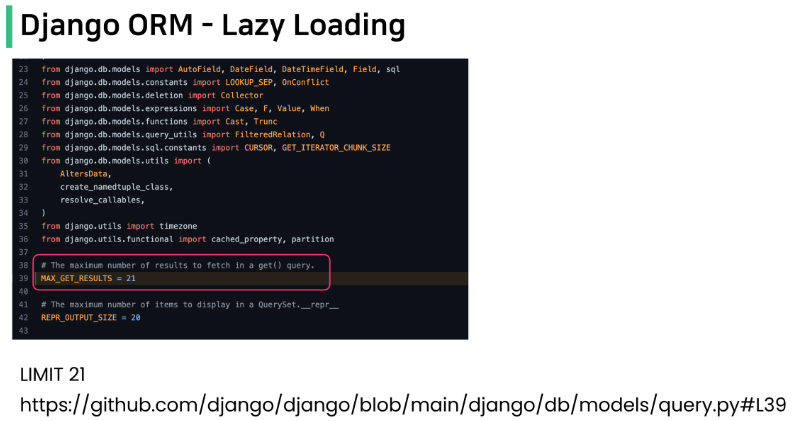 Django ORM - Lazy Loading
23 from django.db.models import AutoField, DateField, DateTimeField, Field, sql
24 from django.db.models.constants import LOOKUP_SEP, OnConflict
25 from django.db.models.deletion import Collector
26 from django.db.models.expressions import Case, F, Value, When
27 from django.db.models.functions import Cast, Trunc
28 from django.db.models.query_utils import FilteredRelation, Q
29 from django.db.models.sql.constants import CURSOR, GET_ITERATOR_CHUNK_SIZE
30 from django.db.models.utils import (
31     AltersData,
32     create_namedtuple_class,
33     resolve_callables,
34 )
35 from django.utils import timezone
36 from django.utils.functional import cached_property, partition
37
38 # The maximum number of results to fetch in a get() query.
39 MAX_GET_RESULTS = 21
40
41 # The maximum number of items to display in a QuerySet.__repr__
42 REPR_OUTPUT_SIZE = 20
43
LIMIT 21
https://github.com/django/django/blob/main/django/db/models/query.py#L39